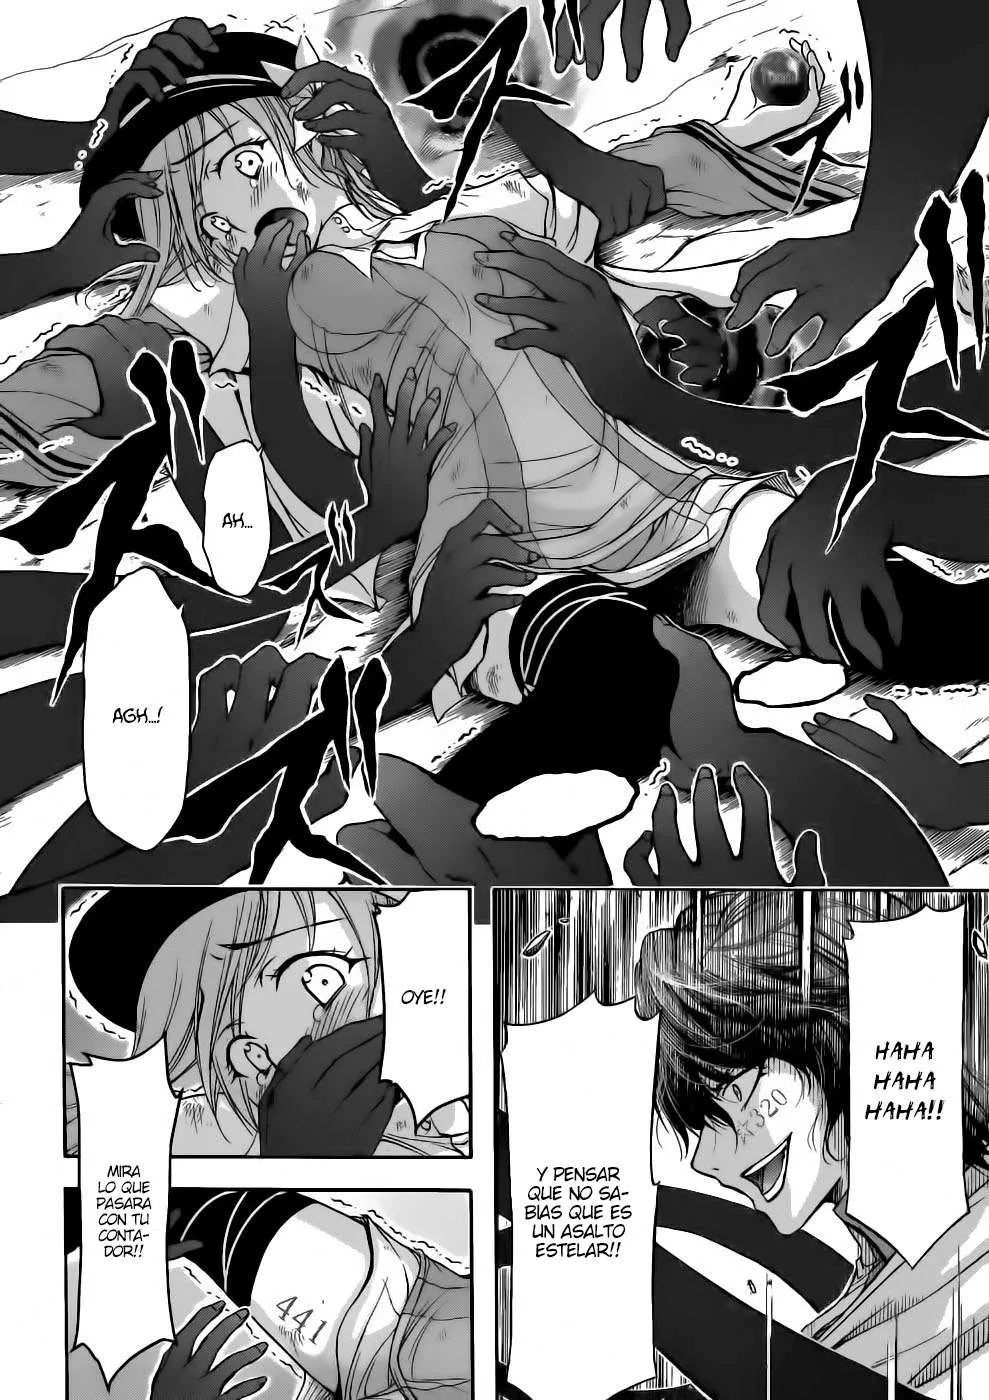 AH...
AGH...!
HAHA
HAHA
HAHA!!
320
Y PENSAR
QUE NO SA-
BIAS QUE ES
UN ASALTO
ESTELAR!!
OYE!!
MIRA
LO QUE
PASARA
CON TU
CONTA-
DOR!!
441